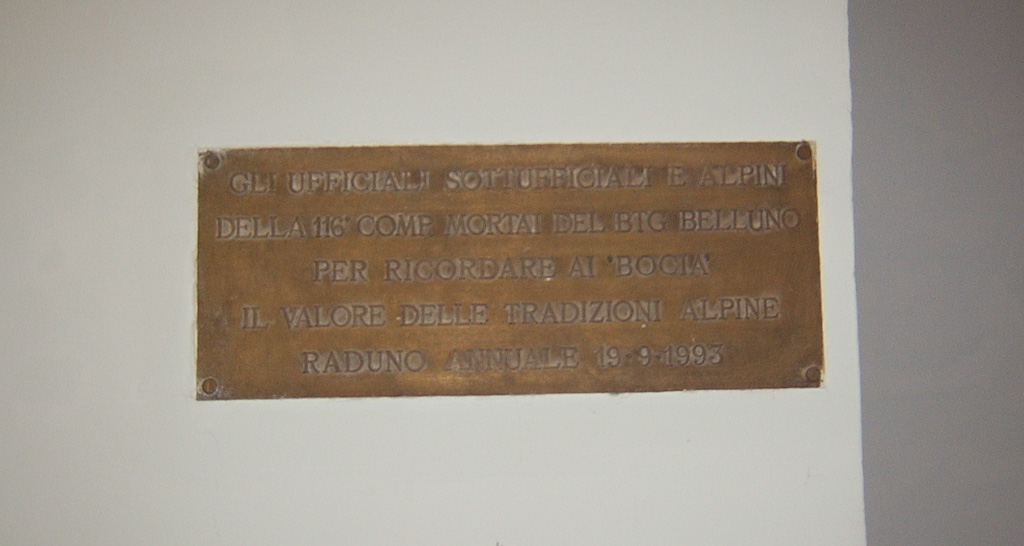 GLI UFFICIALI SOTTUFFICIALI E ALPINI
DELLA 116ª COMP. MORTAI DEL BTG BELLUNO
PER RICORDARE AI 'BOCIA'
IL VALORE DELLE TRADIZIONI ALPINE
RADUNO ANNUALE 19-9-1993